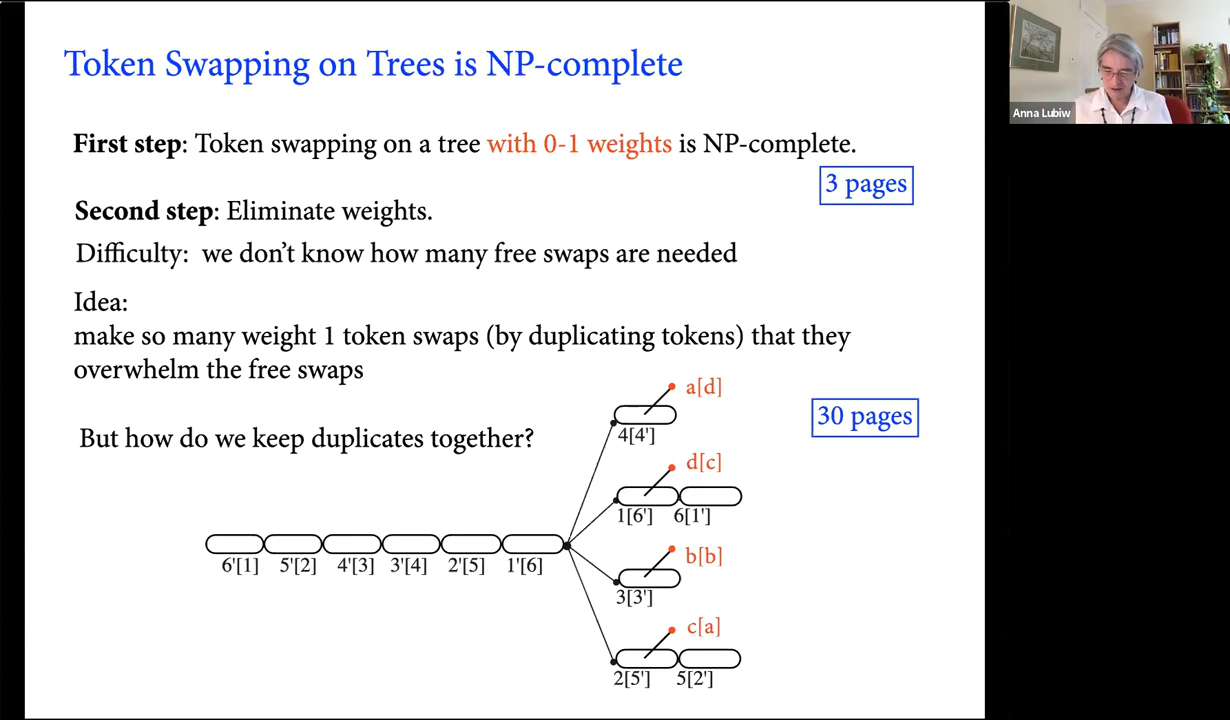 Token Swapping on Trees is NP-complete
Anna Lubiw
First step: Token swapping on a tree with 0-1 weights is NP-complete.
3 pages
Second step: Eliminate weights.
Difficulty: we don't know how many free swaps are needed
Idea:
make so many weight 1 token swaps (by duplicating tokens) that they
overwhelm the free swaps
a[d]
30 pages
But how do we keep duplicates together?
4[4']
d[c]
1[6'] 6[1']
b[b]
6'[1] 5'[2] 4'[3] 3'[4] 2'[5] 1'[6]
3[3']
c[a]
2[5'] 5[2']